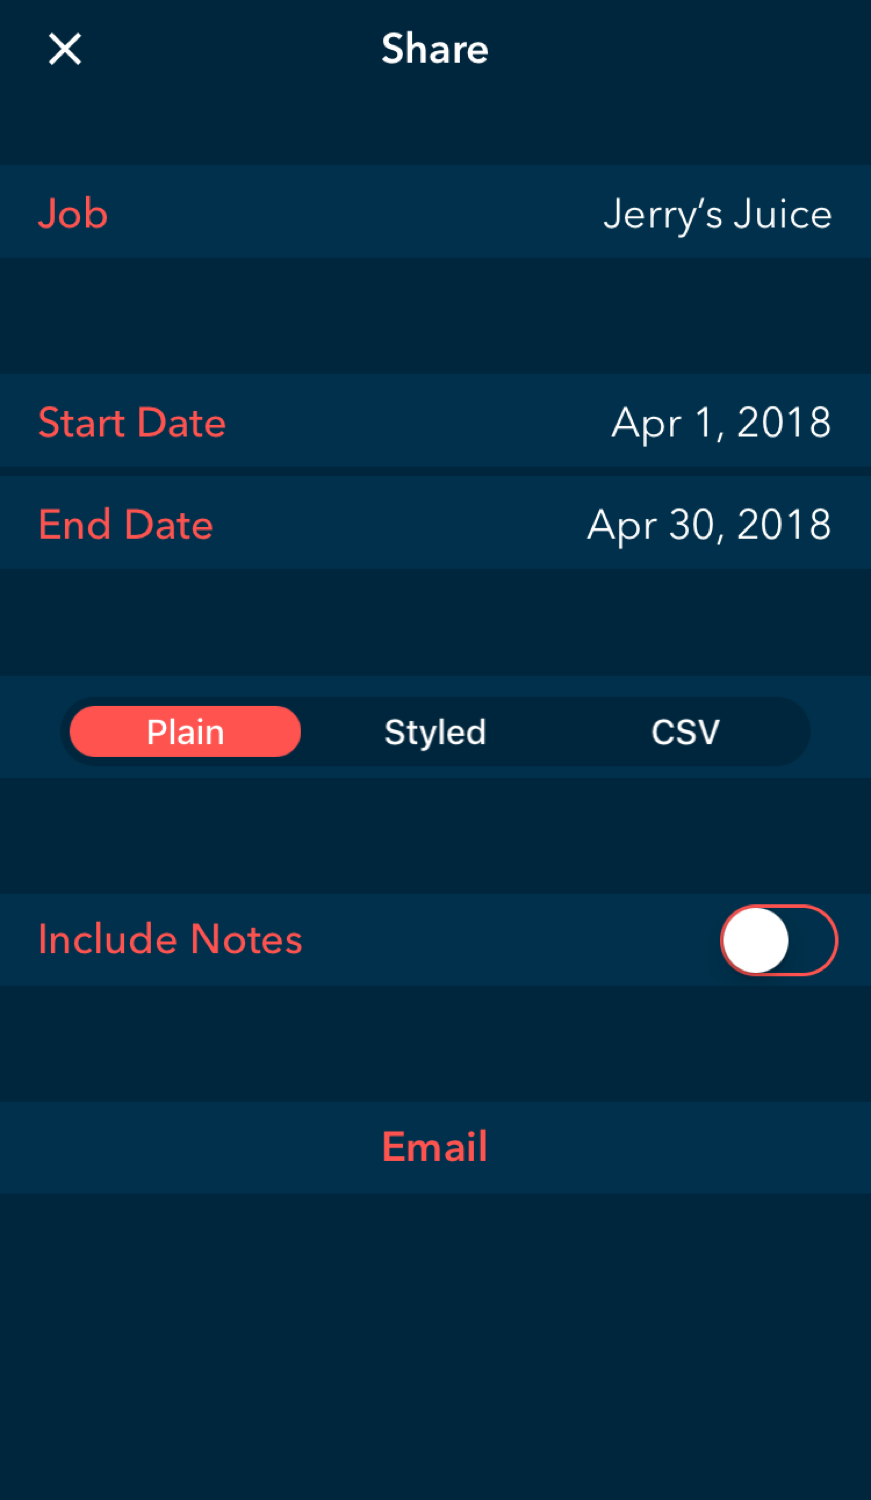 Share
Job Jerry’s Juice
Start Date Apr 1, 2018
End Date Apr 30, 2018
Plain Styled CSV
Include Notes
Email